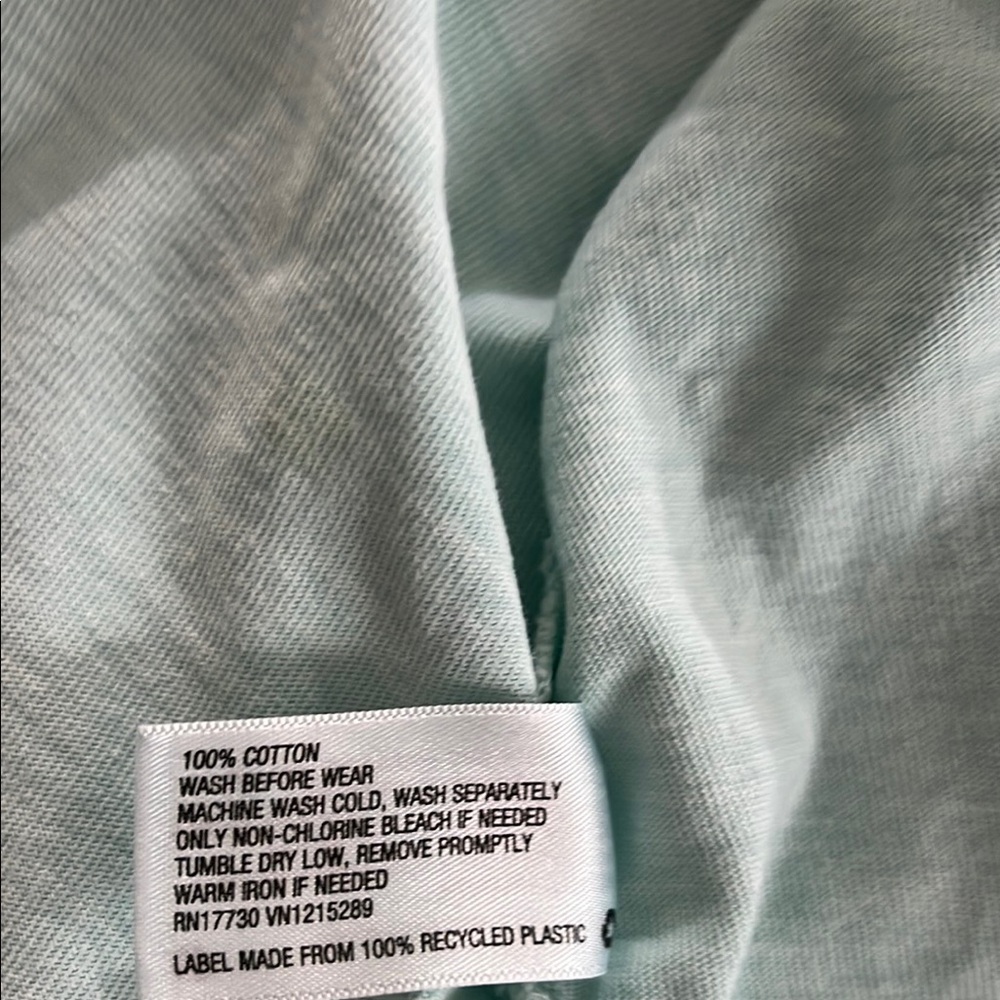 100% COTTON
WASH BEFORE WEAR
MACHINE WASH COLD, WASH SEPARATELY
ONLY NON-CHLORINE BLEACH IF NEEDED
TUMBLE DRY LOW, REMOVE PROMPTLY
WARM IRON IF NEEDED
RN17730 VN1215289
LABEL MADE FROM 100% RECYCLED PLASTIC